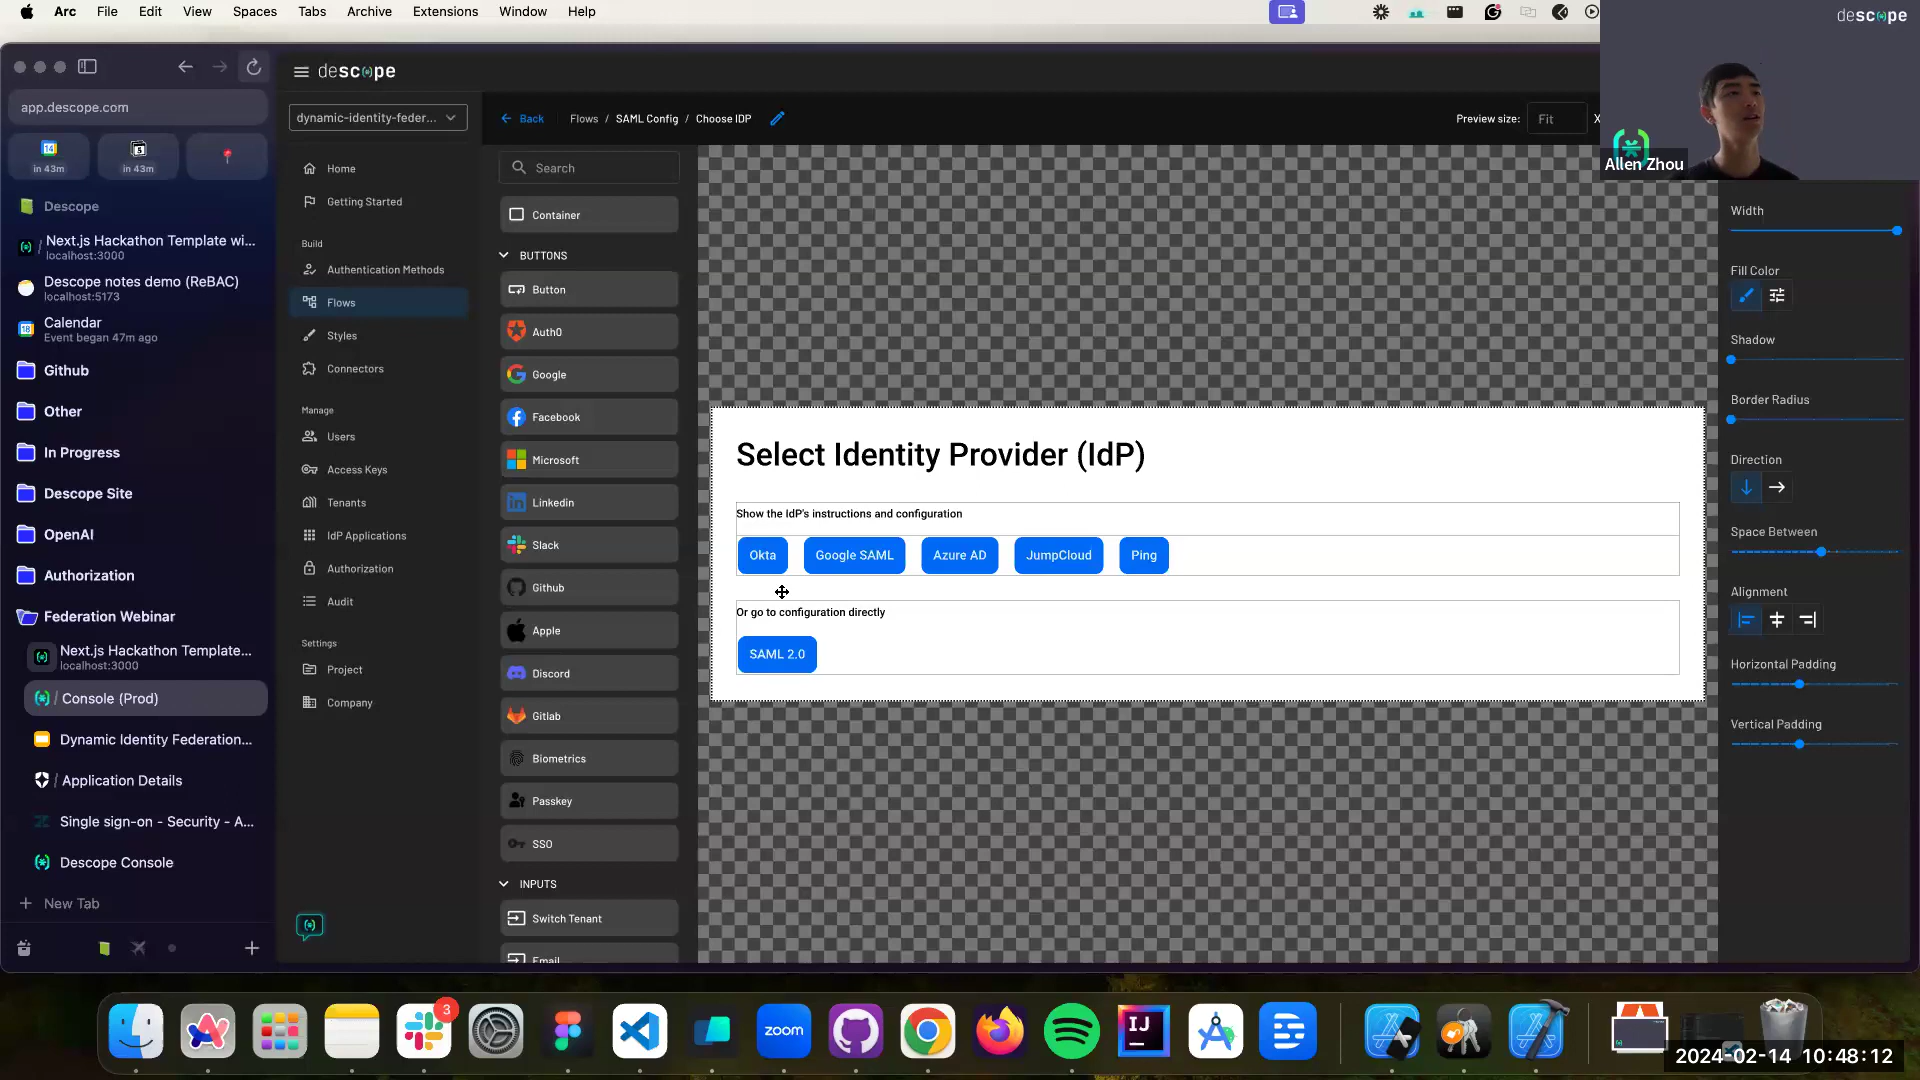 Arc File Edit View Spaces Tabs Archive Extensions Window Help
descope
Allen Zhou
app.descope.com
14
in 43m
in 43m
Descope
Next.js Hackathon Template wi...
localhost:3000
Descope notes demo (ReBAC)
localhost:5173
18
Calendar
Event began 47m ago
Github
Other
In Progress
Descope Site
OpenAI
Authorization
Federation Webinar
Next.js Hackathon Template...
localhost:3000
/ Console (Prod)
Dynamic Identity Federation...
/ Application Details
Single sign-on - Security - A...
Descope Console
New Tab
descope
dynamic-identity-feder...
Home
Getting Started
Build
Authentication Methods
Flows
Styles
Connectors
Manage
Users
Access Keys
Tenants
IdP Applications
Authorization
Audit
Settings
Project
Company
Back Flows / SAML Config / Choose IDP
Preview size: Fit X
Search
Container
BUTTONS
Button
Auth0
Google
Facebook
Microsoft
Linkedin
Slack
Github
Apple
Discord
Gitlab
Biometrics
Passkey
SSO
INPUTS
Switch Tenant
Email
Select Identity Provider (IdP)
Show the IdP's instructions and configuration
Okta Google SAML Azure AD JumpCloud Ping
Or go to configuration directly
SAML 2.0
Width
Fill Color
Shadow
Border Radius
Direction
Space Between
Alignment
Horizontal Padding
Vertical Padding
3
zoom
IJ
2024-02-14 10:48:12